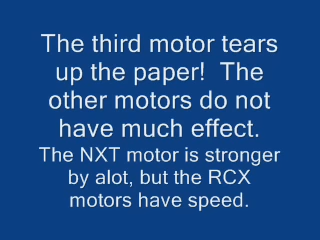 The third motor tears
up the paper!  The
other motors do not
have much effect.
The NXT motor is stronger
by alot, but the RCX
motors have speed.